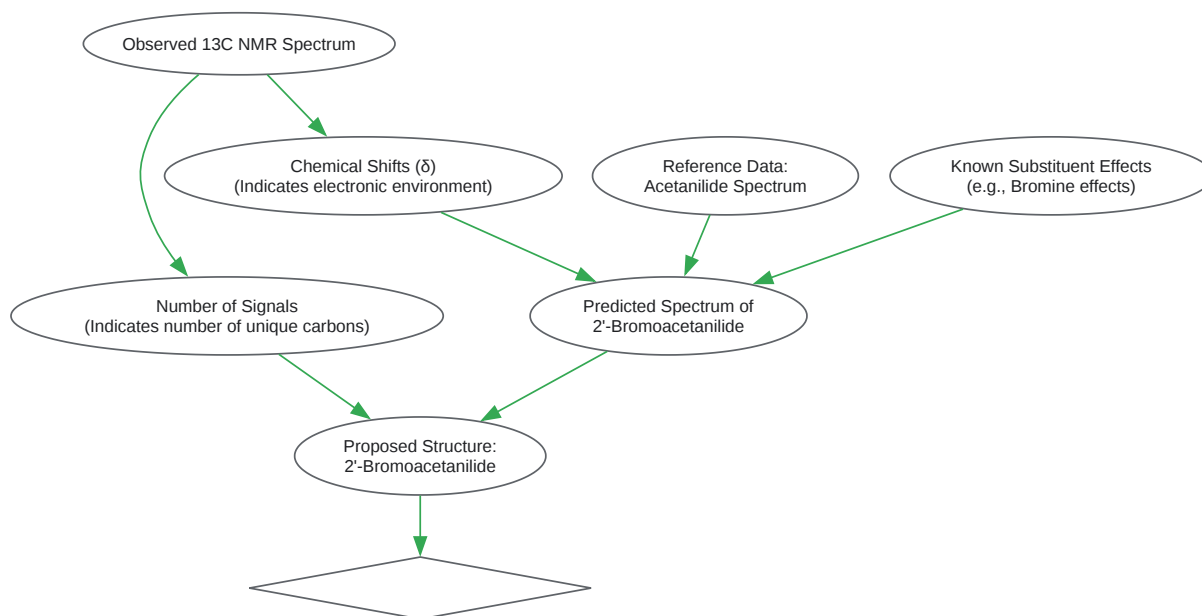 Observed 13C NMR Spectrum
Chemical Shifts (δ)
(Indicates electronic environment)
Reference Data:
Acetanilide Spectrum
Known Substituent Effects
(e.g., Bromine effects)
Number of Signals
(Indicates number of unique carbons)
Predicted Spectrum of
2'-Bromoacetanilide
Proposed Structure:
2'-Bromoacetanilide